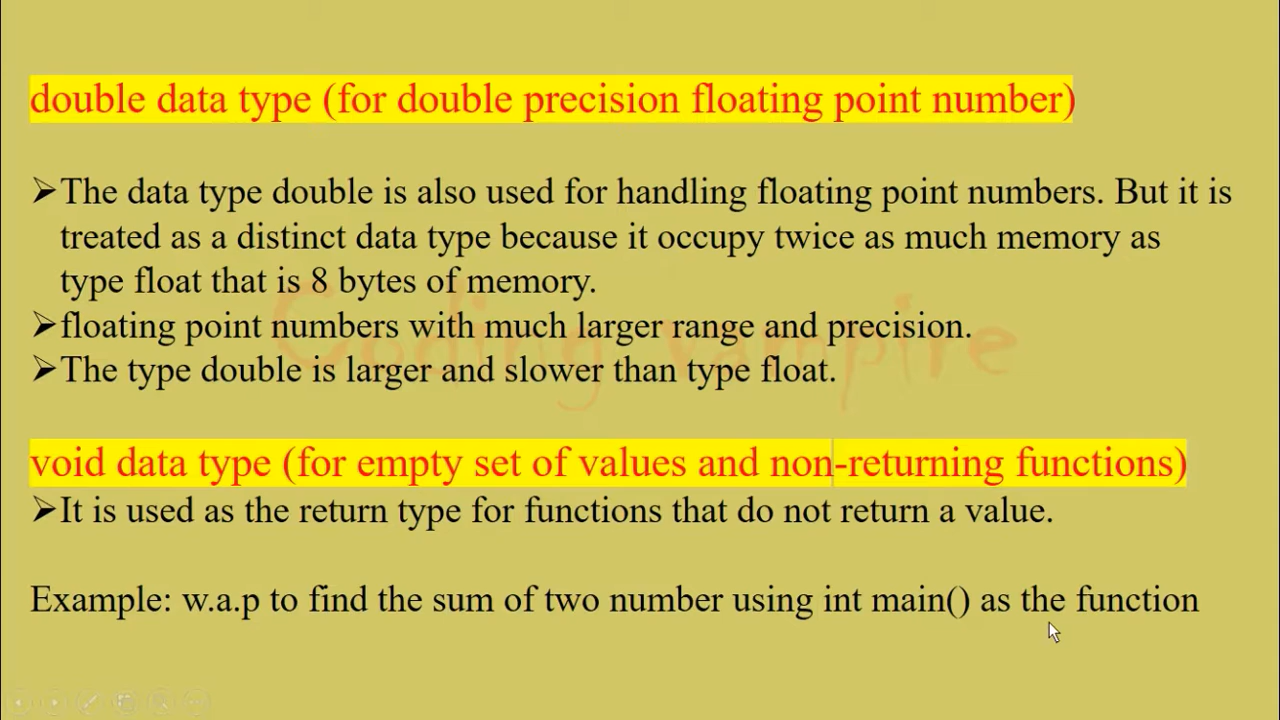 double data type (for double precision floating point number)
➢The data type double is also used for handling floating point numbers. But it is
treated as a distinct data type because it occupy twice as much memory as
type float that is 8 bytes of memory.
➢floating point numbers with much larger range and precision.
Coding vampire
➢The type double is larger and slower than type float.
void data type (for empty set of values and non-returning functions)
➢It is used as the return type for functions that do not return a value.
Example: w.a.p to find the sum of two number using int main() as the function